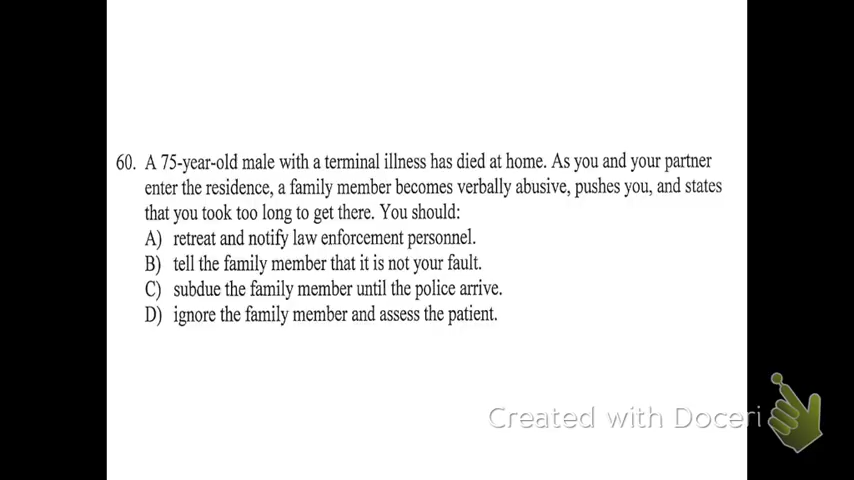 60. A 75-year-old male with a terminal illness has died at home. As you and your partner
enter the residence, a family member becomes verbally abusive, pushes you, and states
that you took too long to get there. You should:
A) retreat and notify law enforcement personnel.
B) tell the family member that it is not your fault.
C) subdue the family member until the police arrive.
D) ignore the family member and assess the patient.
Created with Doceri